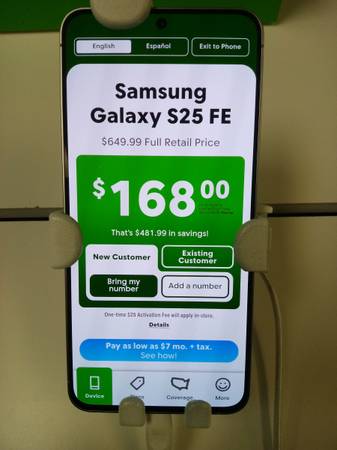 English Español Exit to Phone
Samsung
Galaxy S25 FE
$649.99 Full Retail Price
$168.00
That's $481.99 in savings!
New Customer Existing Customer
Bring my number Add a number
One-time $25 Activation Fee will apply in-store.
Details
Pay as low as $7 mo. + tax.
See how!
Device Coverage More